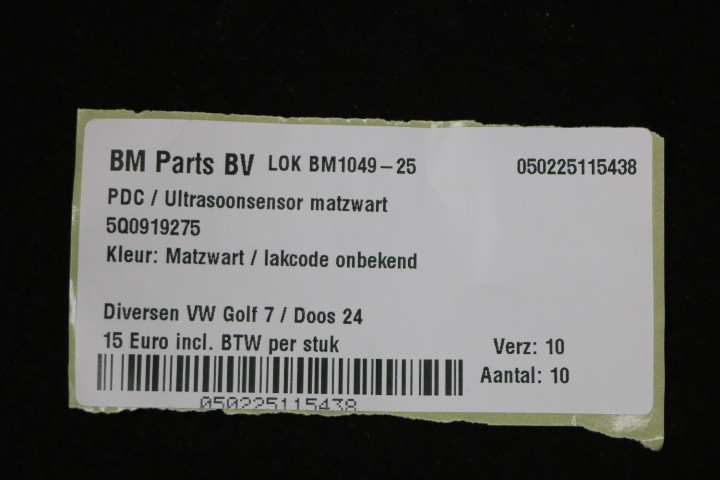 BM Parts BV LOK BM1049-25 050225115438
PDC / Ultrasoonsensor matzwart
5Q0919275
Kleur: Matzwart / lakcode onbekend
Diversen VW Golf 7 / Doos 24
15 Euro incl. BTW per stuk Verz: 10
Aantal: 10
050225115438